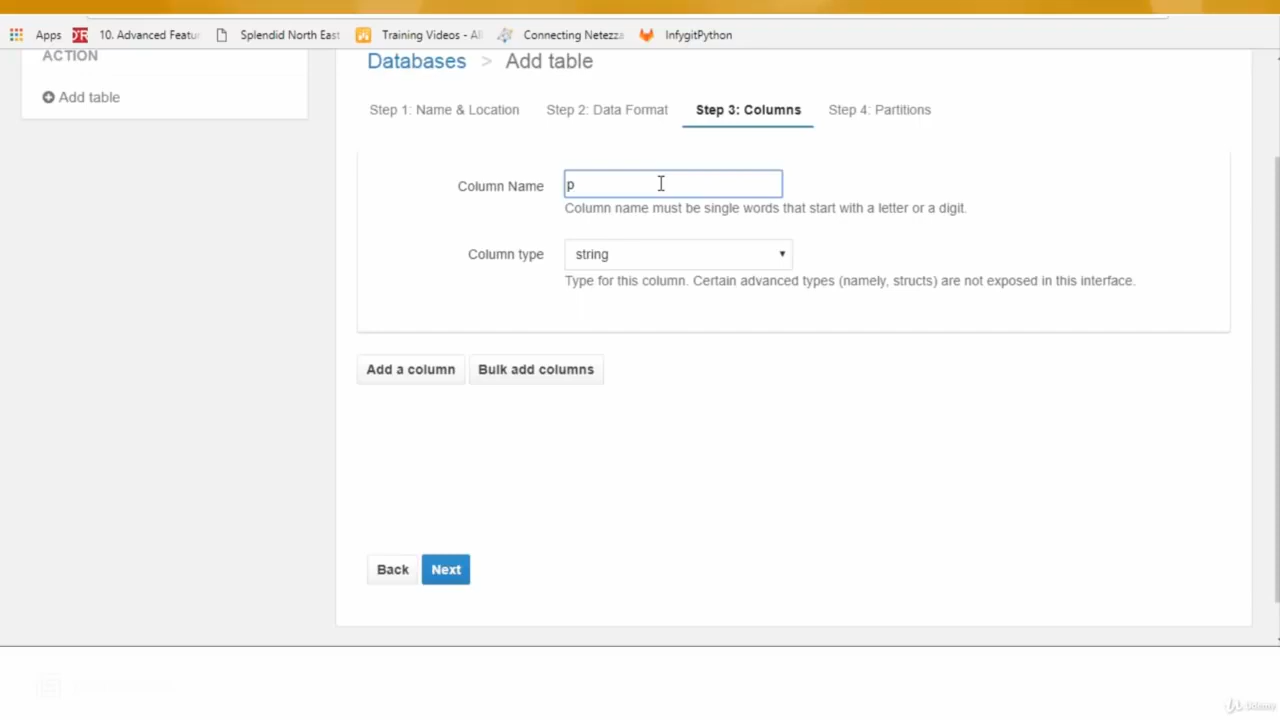 Apps 10. Advanced Featu Splendid North East Training Videos - Al Connecting Netezza InfygitPython
ACTION
Add table
Databases > Add table
Step 1: Name & Location Step 2: Data Format Step 3: Columns Step 4: Partitions
Column Name p
Column name must be single words that start with a letter or a digit.
Column type string
Type for this column. Certain advanced types (namely, structs) are not exposed in this interface.
Add a column Bulk add columns
Back Next
Udemy